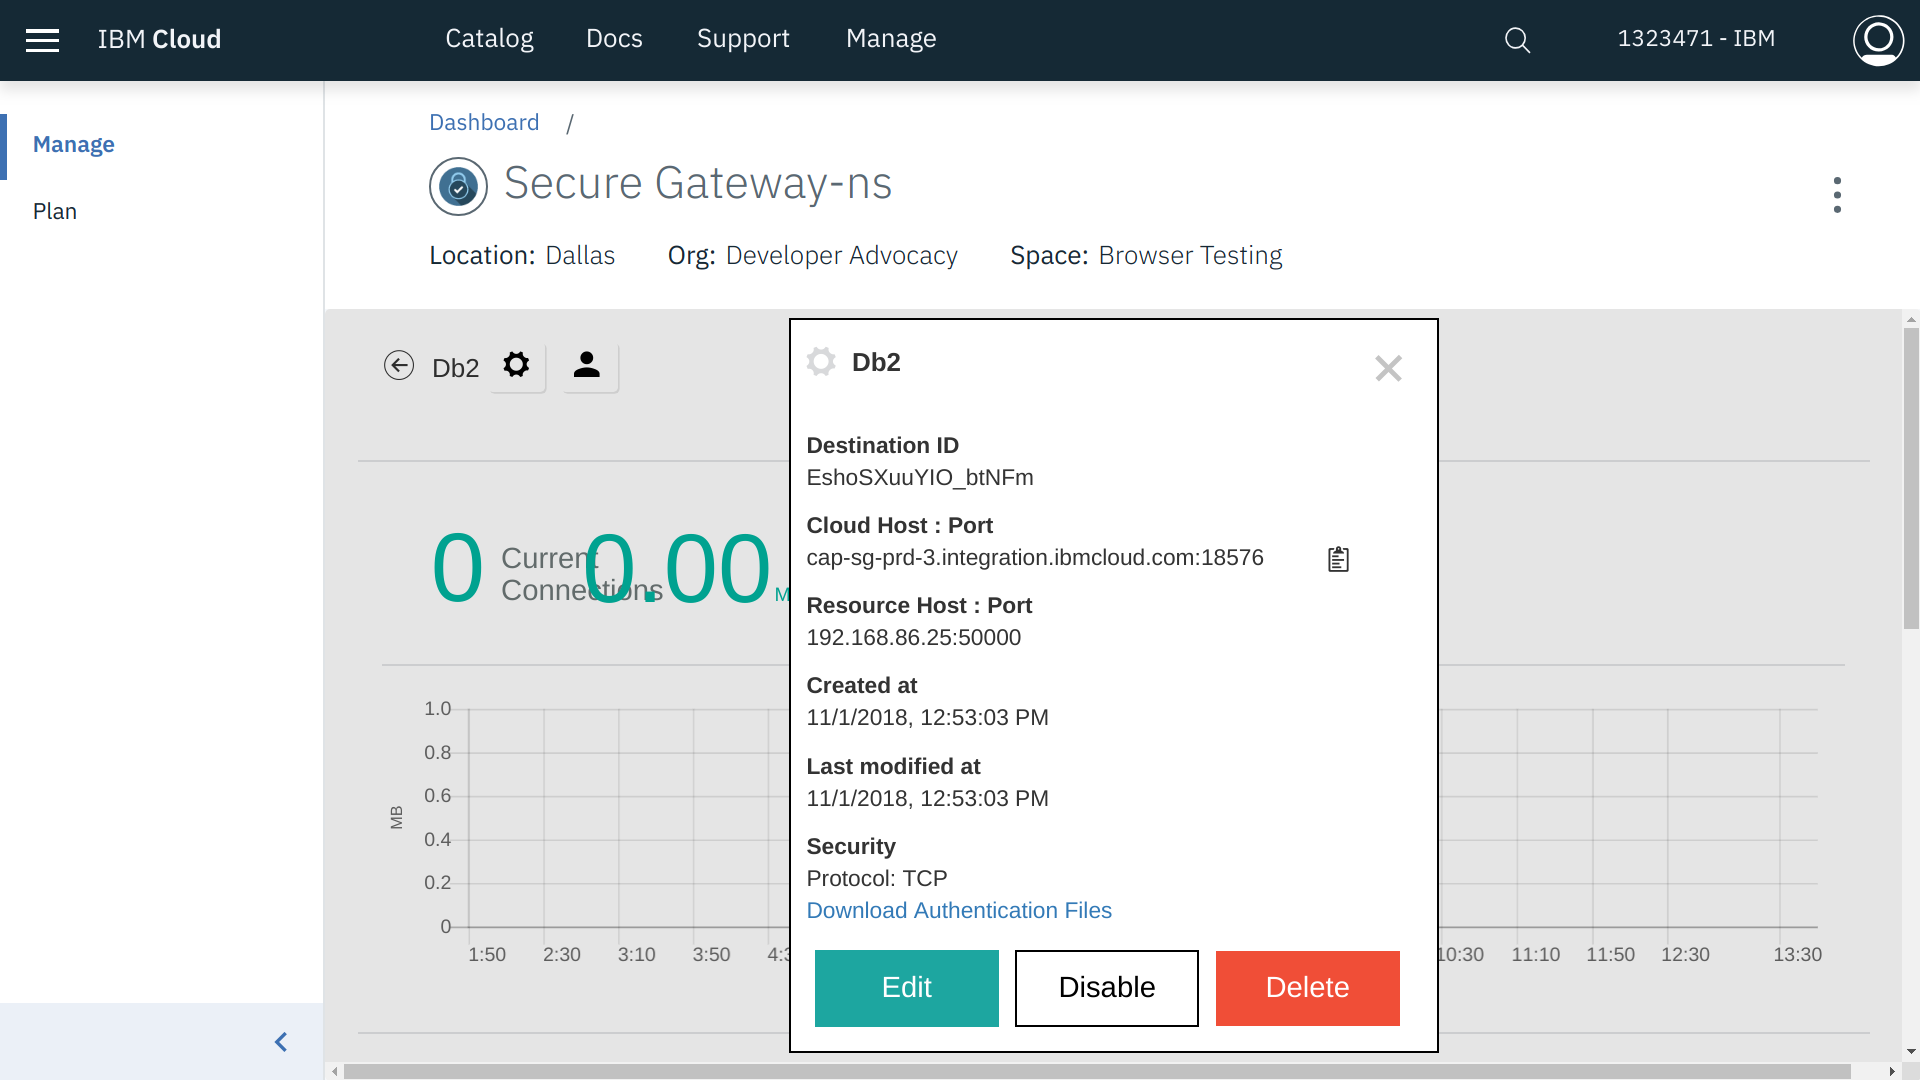 IBM Cloud
Catalog
Docs
Support
Manage
1323471 - IBM
Manage
Plan
Dashboard /
Secure Gateway-ns
Location: Dallas
Org: Developer Advocacy
Space: Browser Testing
Db2
0 Current
Connections
0.00
M
1.0
0.8
0.6
0.4
0.2
0
MB
1:50
2:30
3:10
3:50
10:30
11:10
11:50
12:30
13:30
Db2
Destination ID
EshoSXuuYIO_btNFm
Cloud Host : Port
cap-sg-prd-3.integration.ibmcloud.com:18576
Resource Host : Port
192.168.86.25:50000
Created at
11/1/2018, 12:53:03 PM
Last modified at
11/1/2018, 12:53:03 PM
Security
Protocol: TCP
Download Authentication Files
Edit
Disable
Delete